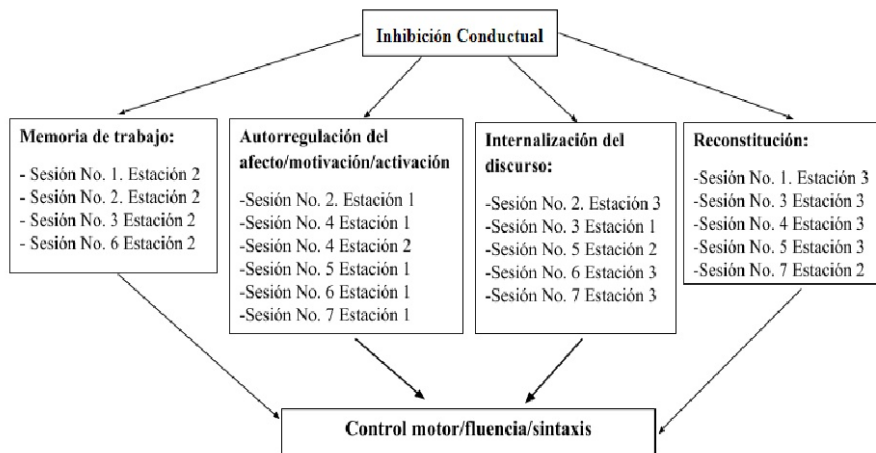 Inhibición Conductual
Memoria de trabajo:
- Sesión No. 1. Estación 2
- Sesión No. 2. Estación 2
- Sesión No. 3 Estación 2
- Sesión No. 6 Estación 2
Autorregulación del
afecto/motivación/activación
-Sesión No. 2. Estación 1
-Sesión No. 4 Estación 1
-Sesión No. 4 Estación 2
-Sesión No. 5 Estación 1
-Sesión No. 6 Estación 1
-Sesión No. 7 Estación 1
Internalización del
discurso:
-Sesión No. 2. Estación 3
-Sesión No. 3 Estación 1
-Sesión No. 5 Estación 2
-Sesión No. 6 Estación 3
-Sesión No. 7 Estación 3
Reconstitución:
-Sesión No. 1. Estación 3
-Sesión No. 3 Estación 3
-Sesión No. 4 Estación 3
-Sesión No. 5 Estación 3
-Sesión No. 7 Estación 2
Control motor/fluencia/sintaxis